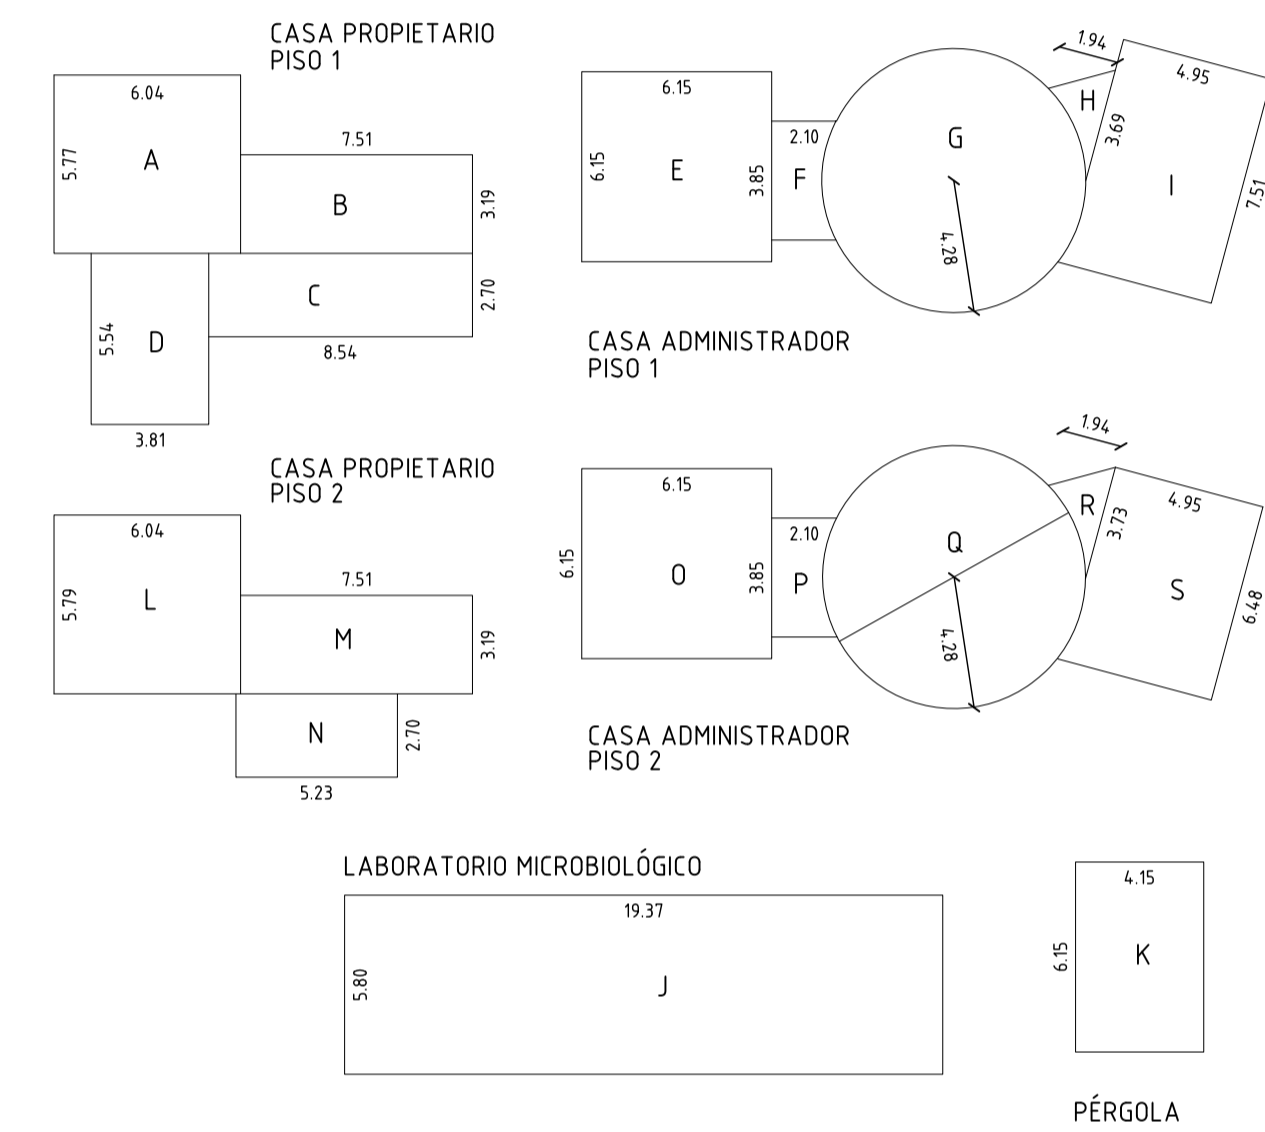 CASA PROPIETARIO
PISO 1
6.04
5.77
A
7.51
B
3.19
C
2.70
8.54
5.54
D
3.81
6.15
6.15
E
3.85
2.10
F
G
4.28
1.94
H
3.69
4.95
I
7.51
CASA ADMINISTRADOR
PISO 1
CASA PROPIETARIO
PISO 2
6.04
5.79
L
7.51
M
3.19
N
2.70
5.23
6.15
6.15
O
3.85
2.10
P
Q
4.28
1.94
R
3.73
4.95
S
6.48
CASA ADMINISTRADOR
PISO 2
LABORATORIO MICROBIOLÓGICO
19.37
5.80
J
4.15
6.15
K
PÉRGOLA